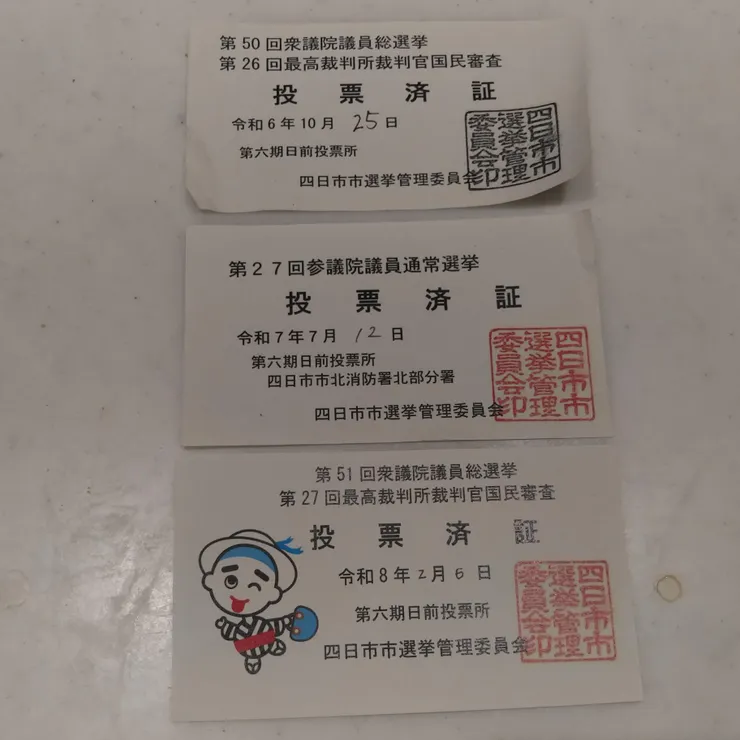 第50回衆議院議員総選挙
第26回最高裁判所裁判官国民審査
投票済証
令和6年10月25日
第六期日前投票所
四日市市選挙管理委員会
四日市市
選挙管理
委員会印
第27回参議院議員通常選挙
投票済証
令和7年7月12日
第六期日前投票所
四日市市北消防署北部分署
四日市市選挙管理委員会
四日市市
選挙管理
委員会印
第51回衆議院議員総選挙
第27回最高裁判所裁判官国民審査
投票済証
令和8年2月6日
第六期日前投票所
四日市市選挙管理委員会
四日市市
選挙管理
委員会印